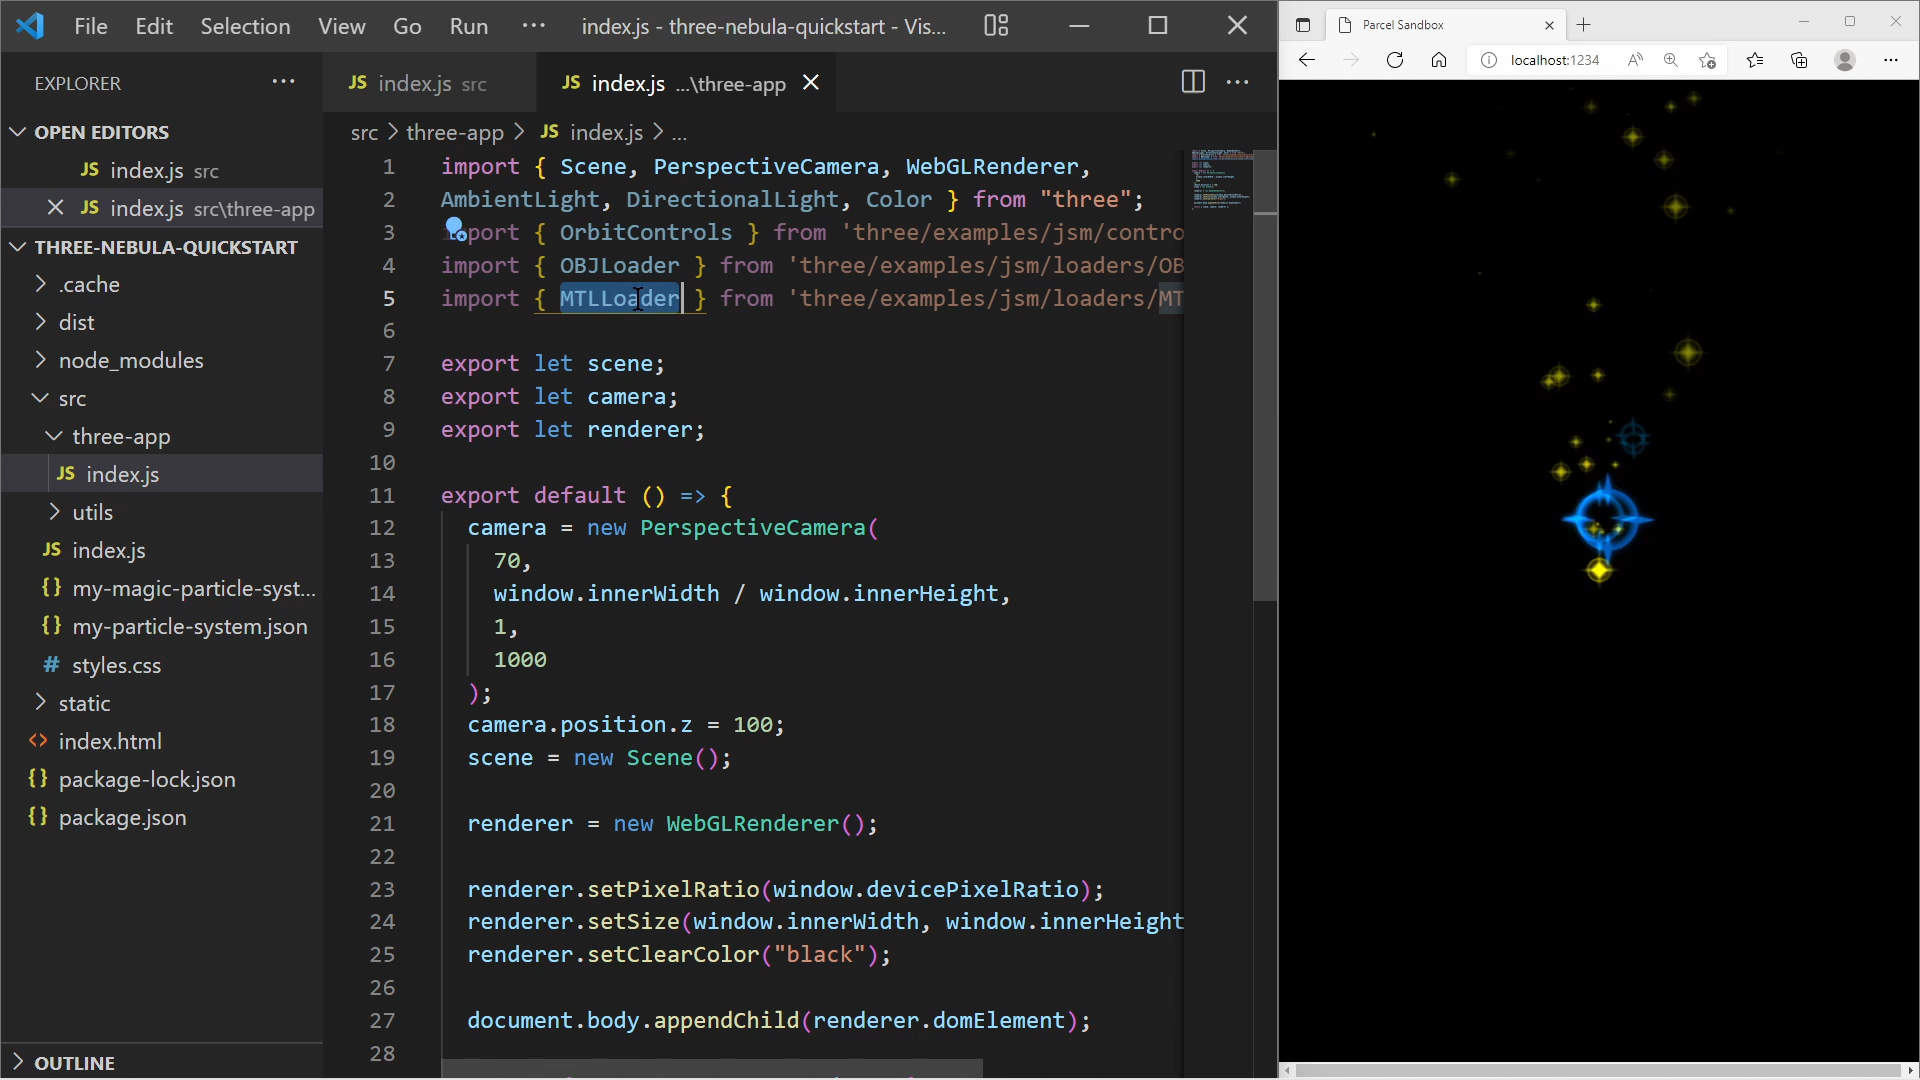 File Edit Selection View Go Run ··· index.js - three-nebula-quickstart - Vis...
Parcel Sandbox
localhost:1234
EXPLORER ···
OPEN EDITORS
JS index.js src
JS index.js src\three-app
THREE-NEBULA-QUICKSTART
.cache
dist
node_modules
src
three-app
JS index.js
utils
JS index.js
{} my-magic-particle-syst...
{} my-particle-system.json
# styles.css
static
<> index.html
{} package-lock.json
{} package.json
OUTLINE
JS index.js src JS index.js ...\three-app
src > three-app > JS index.js > ...
1 import { Scene, PerspectiveCamera, WebGLRenderer,
2 AmbientLight, DirectionalLight, Color } from "three";
3 import { OrbitControls } from 'three/examples/jsm/contro
4 import { OBJLoader } from 'three/examples/jsm/loaders/OB
5 import { MTLLoader } from 'three/examples/jsm/loaders/MT
6
7 export let scene;
8 export let camera;
9 export let renderer;
10
11 export default () => {
12 camera = new PerspectiveCamera(
13 70,
14 window.innerWidth / window.innerHeight,
15 1,
16 1000
17 );
18 camera.position.z = 100;
19 scene = new Scene();
20
21 renderer = new WebGLRenderer();
22
23 renderer.setPixelRatio(window.devicePixelRatio);
24 renderer.setSize(window.innerWidth, window.innerHeight
25 renderer.setClearColor("black");
26
27 document.body.appendChild(renderer.domElement);
28